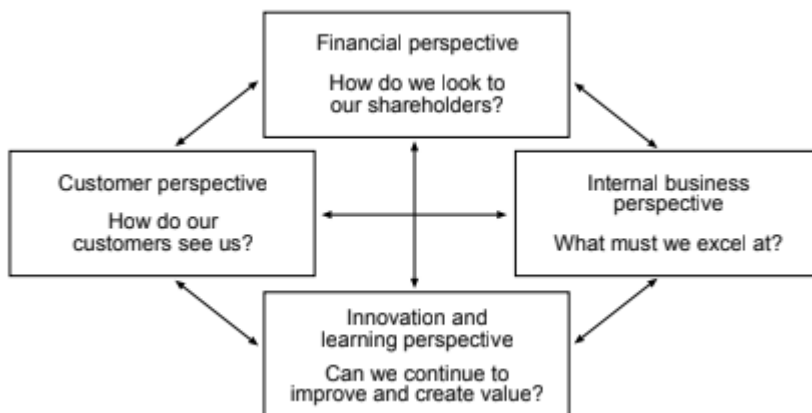 Financial perspective
How do we look to
our shareholders?
Customer perspective
How do our
customers see us?
Internal business
perspective
What must we excel at?
Innovation and
learning perspective
Can we continue to
improve and create value?